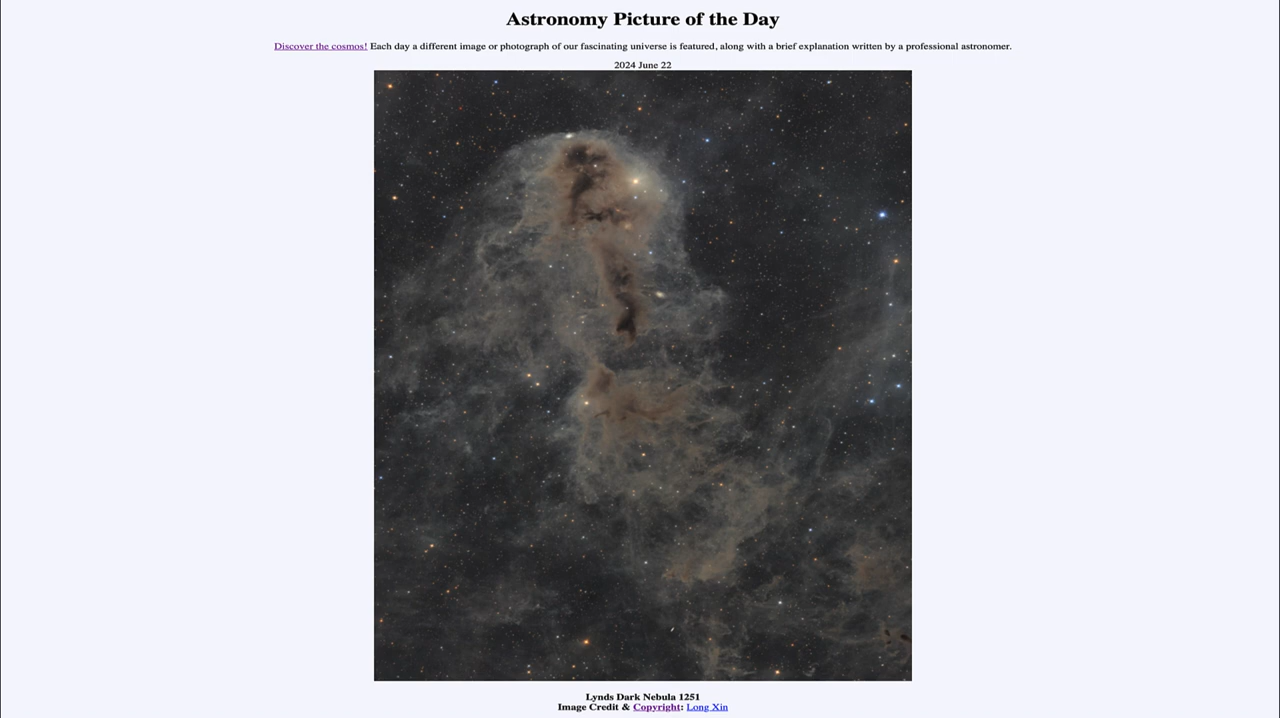 Astronomy Picture of the Day
Discover the cosmos! Each day a different image or photograph of our fascinating universe is featured, along with a brief explanation written by a professional astronomer.
2024 June 22
Lynds Dark Nebula 1251
Image Credit & Copyright: Long Xin